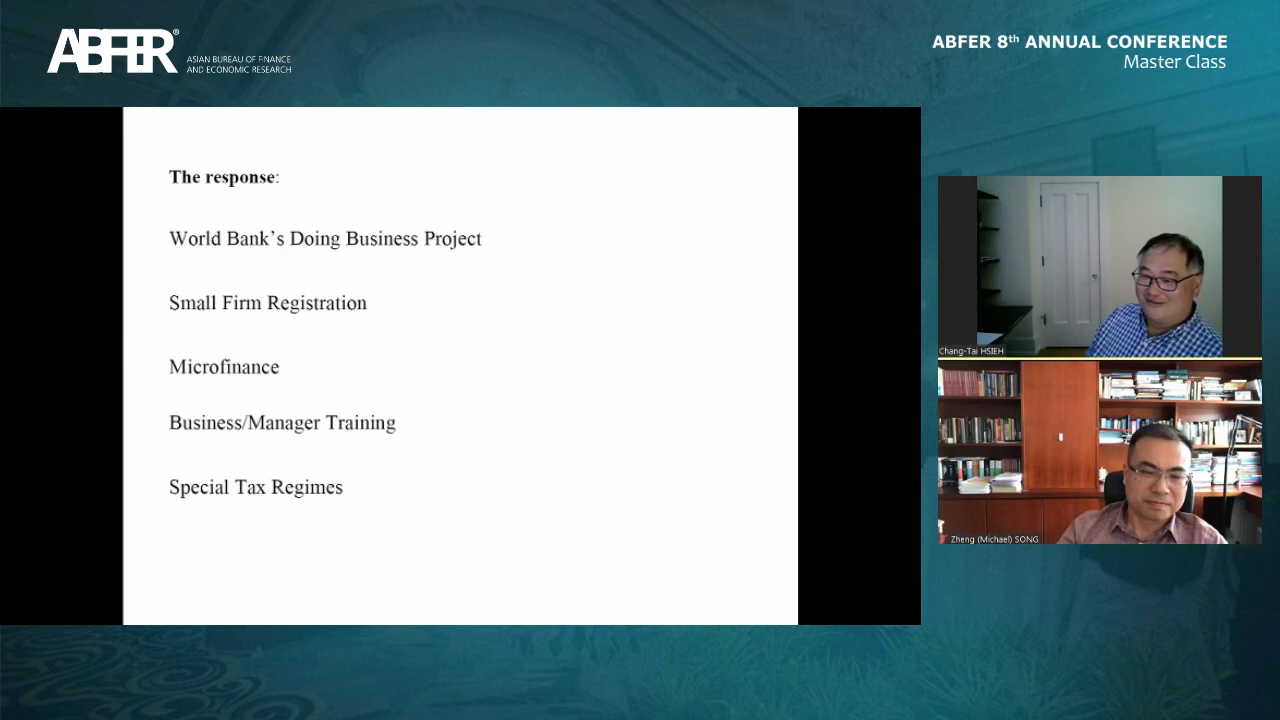 ABFER®
ASIAN BUREAU OF FINANCE
AND ECONOMIC RESEARCH
ABFER 8th ANNUAL CONFERENCE
Master Class
The response:
World Bank's Doing Business Project
Small Firm Registration
Microfinance
Business/Manager Training
Special Tax Regimes
Chang-Tai HSIEH
Zheng (Michael) SONG